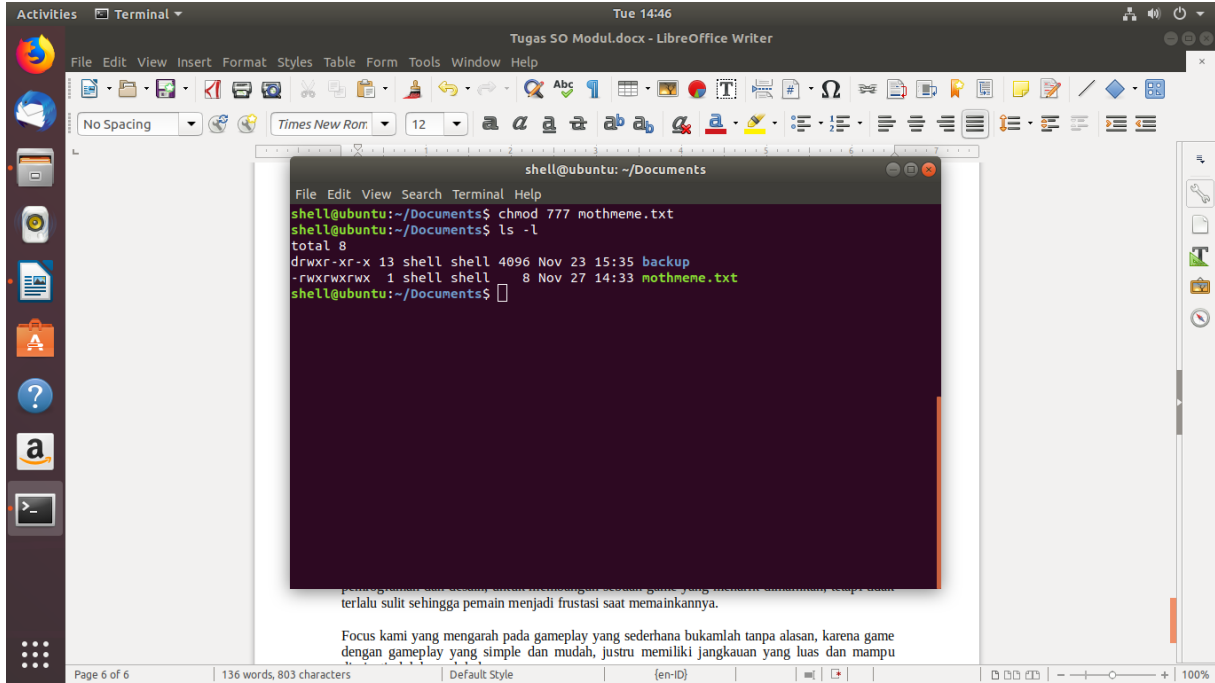 Activities Terminal Tue 14:46
Tugas SO Modul.docx - LibreOffice Writer
File Edit View Insert Format Styles Table Form Tools Window Help
No Spacing Times New Rom 12
shell@ubuntu: ~/Documents
File Edit View Search Terminal Help
shell@ubuntu:~/Documents$ chmod 777 mothmeme.txt
shell@ubuntu:~/Documents$ ls -l
total 8
drwxr-xr-x 13 shell shell 4096 Nov 23 15:35 backup
-rwxrwxrwx 1 shell shell 8 Nov 27 14:33 mothmeme.txt
shell@ubuntu:~/Documents$
terlalu sulit sehingga pemain menjadi frustasi saat memainkannya.
Focus kami yang mengarah pada gameplay yang sederhana bukamlah tanpa alasan, karena game
dengan gameplay yang simple dan mudah, justru memiliki jangkauan yang luas dan mampu
Page 6 of 6 136 words, 803 characters Default Style {en-ID} 100%